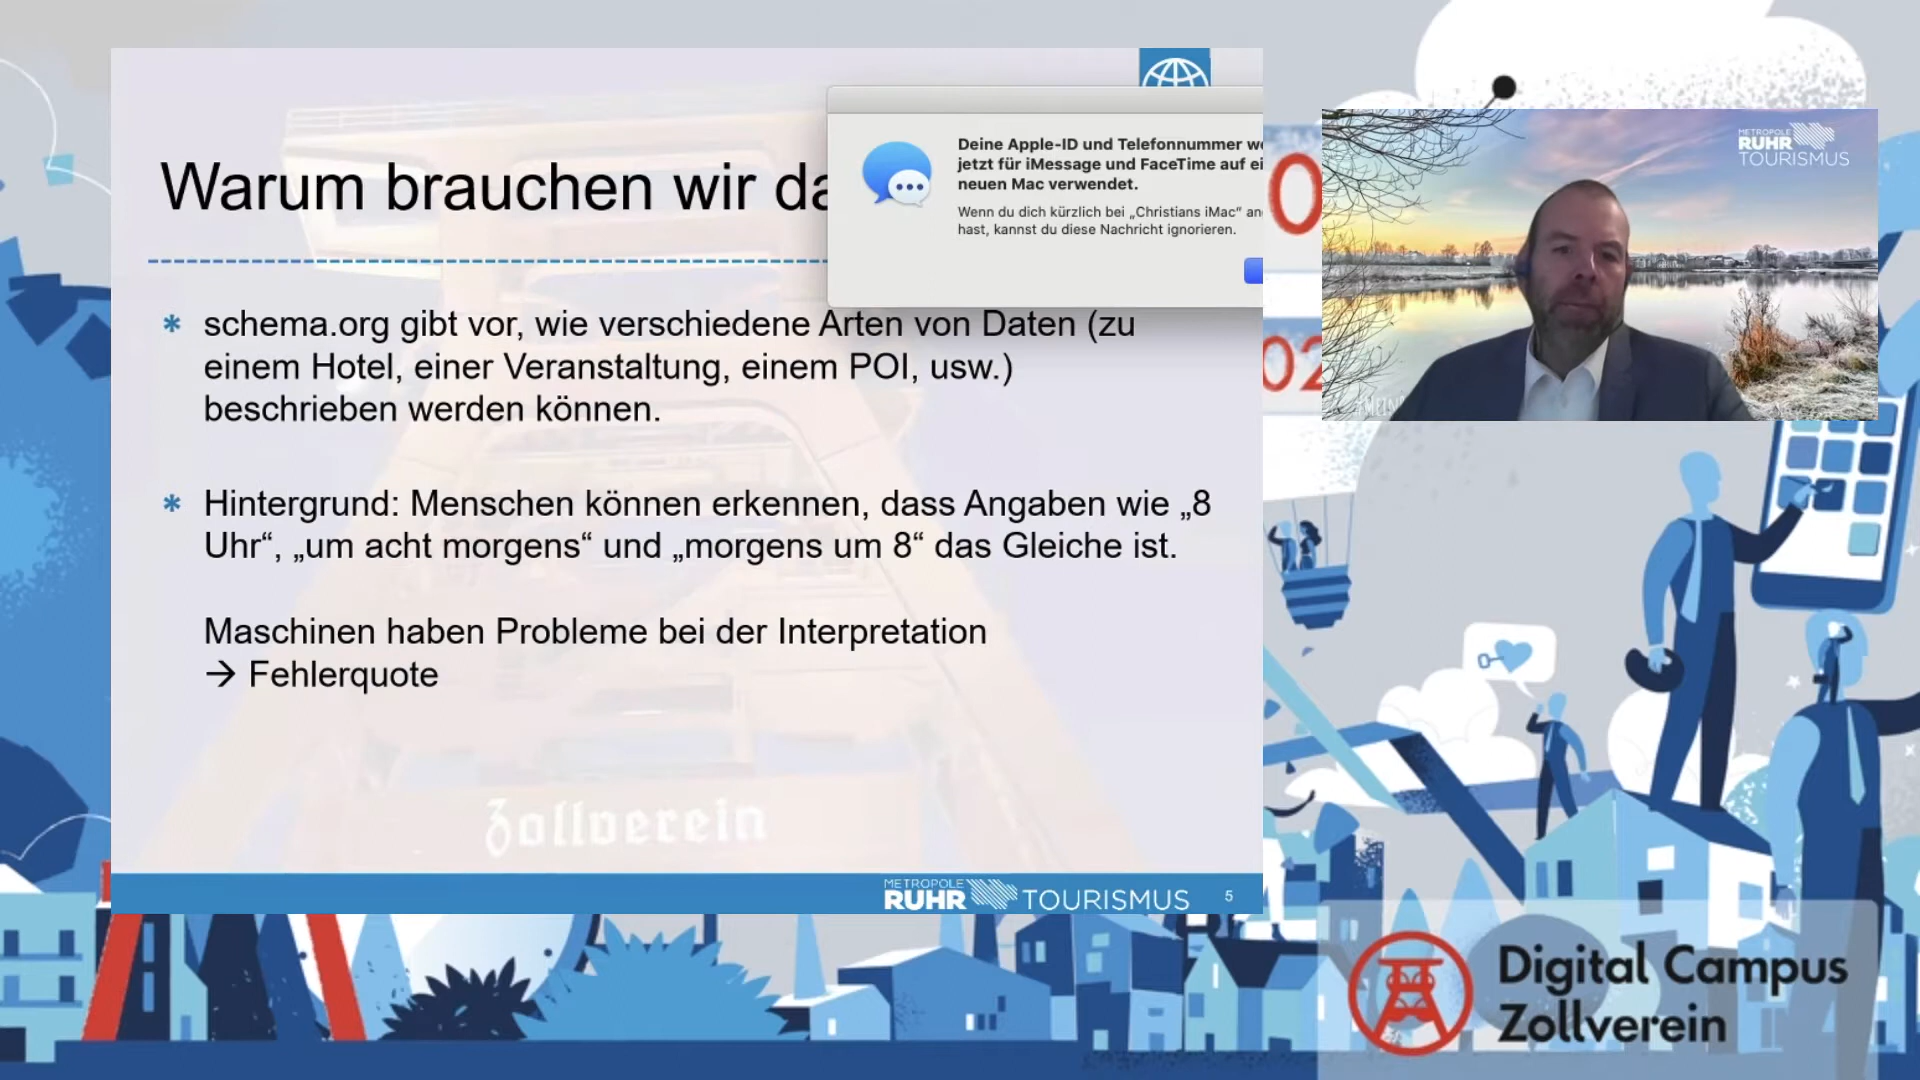 Warum brauchen wir
Deine Apple-ID und Telefonnummer
jetzt für iMessage und FaceTime auf
neuen Mac verwendet.
Wenn du dich kürzlich bei „Christians iMac“
hast, kannst du diese Nachricht ignorieren.
* schema.org gibt vor, wie verschiedene Arten von Daten (zu
einem Hotel, einer Veranstaltung, einem POI, usw.)
beschrieben werden können.
* Hintergrund: Menschen können erkennen, dass Angaben wie „8
Uhr“, „um acht morgens“ und „morgens um 8“ das Gleiche ist.
Maschinen haben Probleme bei der Interpretation
→ Fehlerquote
Zollverein
METROPOLE
RUHR TOURISMUS 5
METROPOLE
RUHR
TOURISMUS
Digital Campus
Zollverein